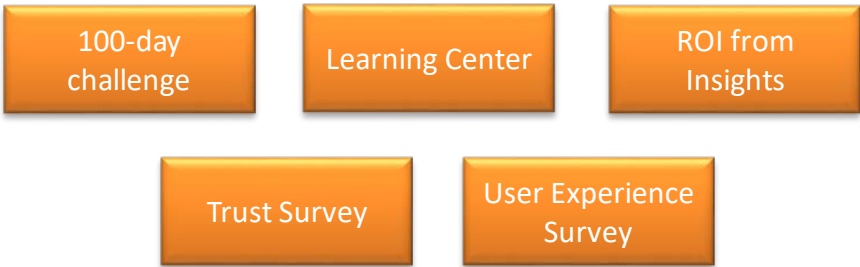 100-day
challenge
Learning Center
ROI from
Insights
Trust Survey
User Experience
Survey